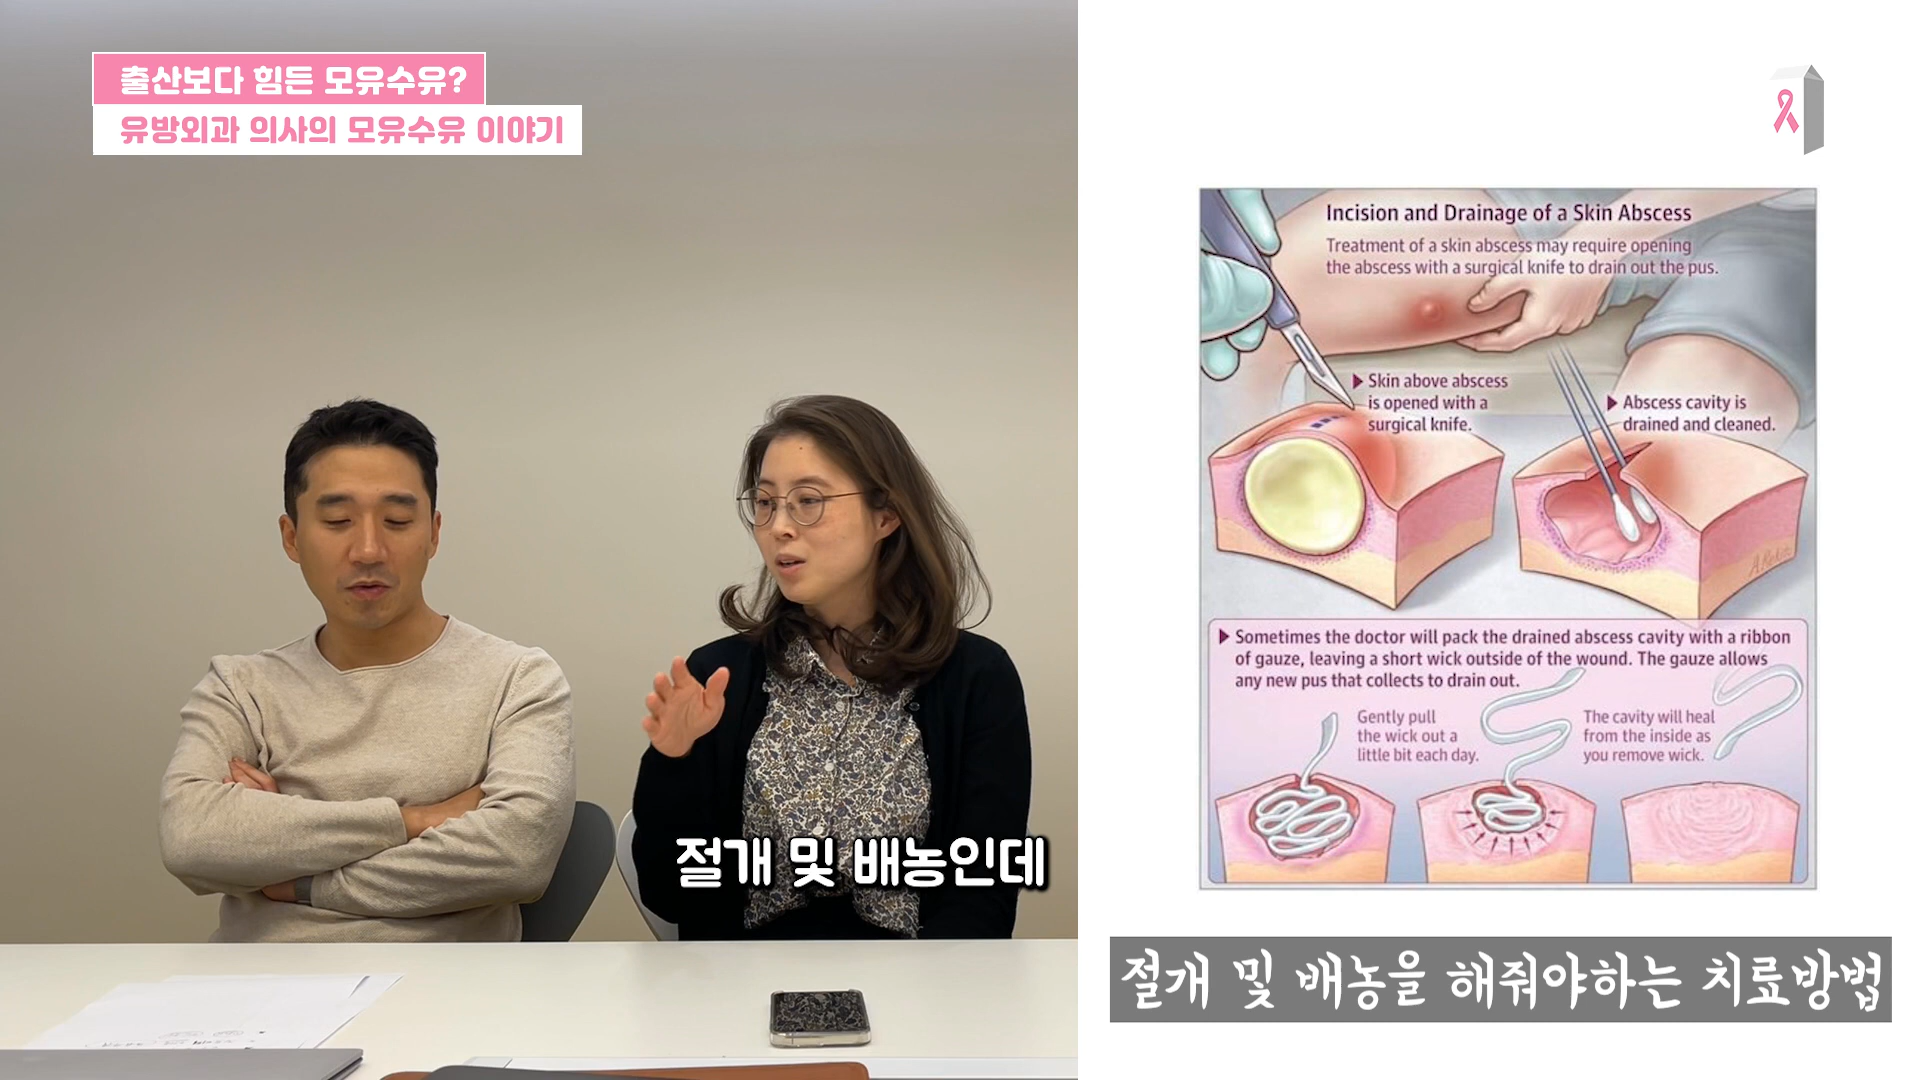 출산보다 힘든 모유수유?
유방외과 의사의 모유수유 이야기
절개 및 배농인데
Incision and Drainage of a Skin Abscess
Treatment of a skin abscess may require opening
the abscess with a surgical knife to drain out the pus.
Skin above abscess
is opened with a
surgical knife.
Abscess cavity is
drained and cleaned.
Sometimes the doctor will pack the drained abscess cavity with a ribbon
of gauze, leaving a short wick outside of the wound. The gauze allows
any new pus that collects to drain out.
Gently pull
the wick out a
little bit each day.
The cavity will heal
from the inside as
you remove wick.
절개 및 배농을 해줘야하는 치료방법